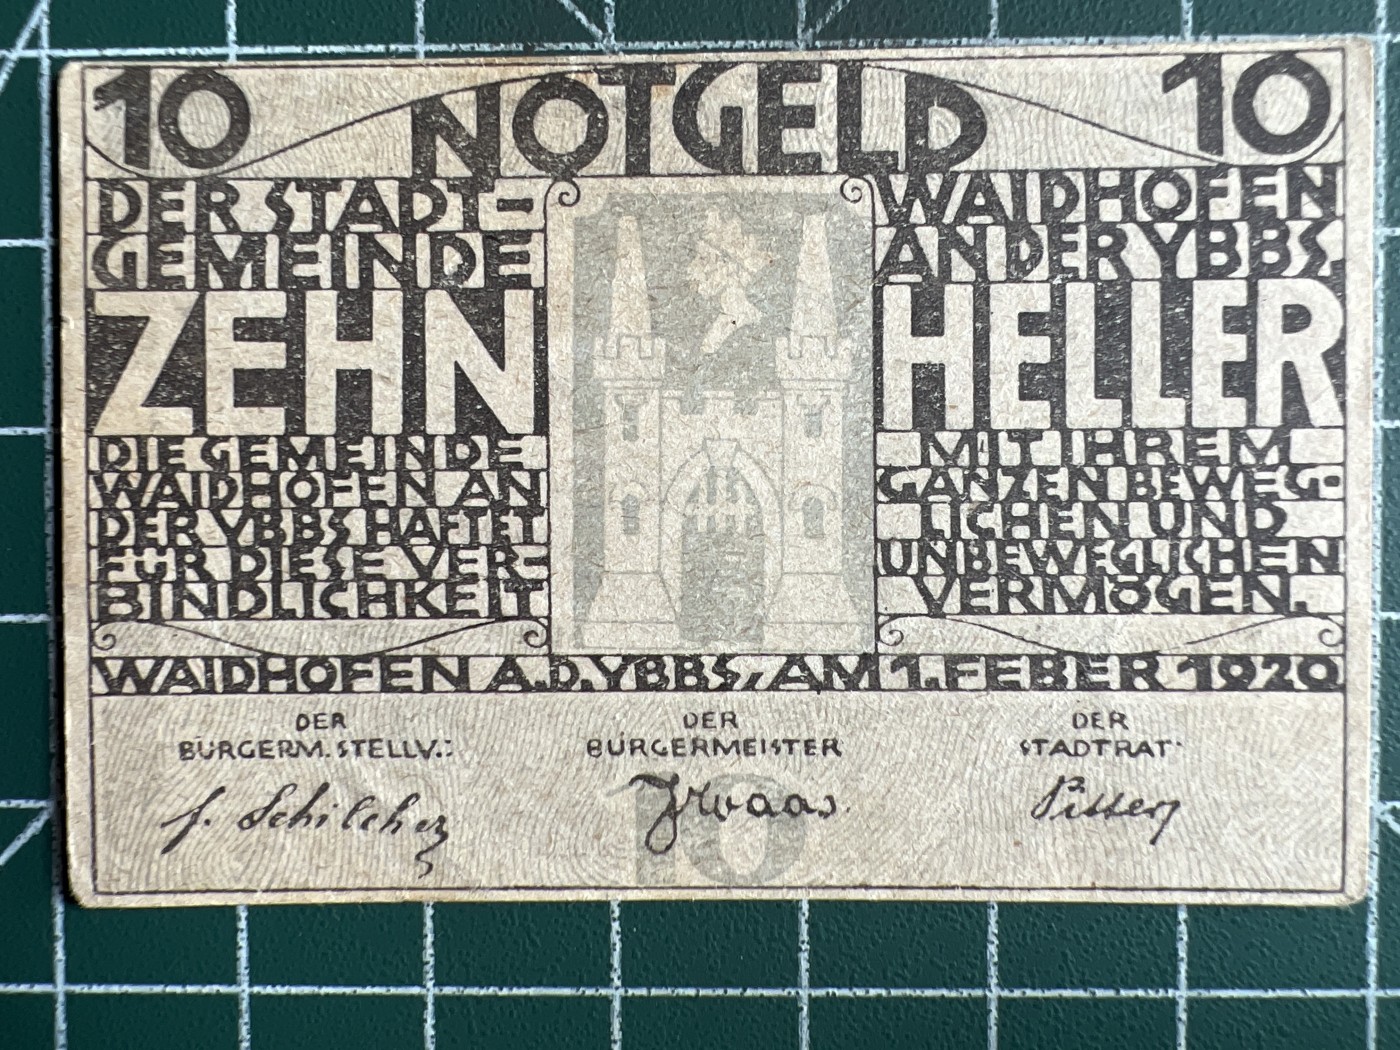 10 NOTGELD 10
DER STADT-
GEMEINDE
ZEHN
DIE GEMEINDE
WAIDHOFEN AN
DER YBBS HAFTET
FÜR DIESE VER-
BINDLICHKEIT
WAIDHOFEN
AN DER YBBS.
HELLER
MIT IHREM
GANZEN BEWEG-
LICHEN UND
UNBEWEGLICHEN
VERMÖGEN.
WAIDHOFEN A.D.YBBS, AM 1. FEBER 1920
DER
BÜRGERM. STELLV.:
f. Schilcher
DER
BÜRGERMEISTER
Waas
DER
STADTRAT
10